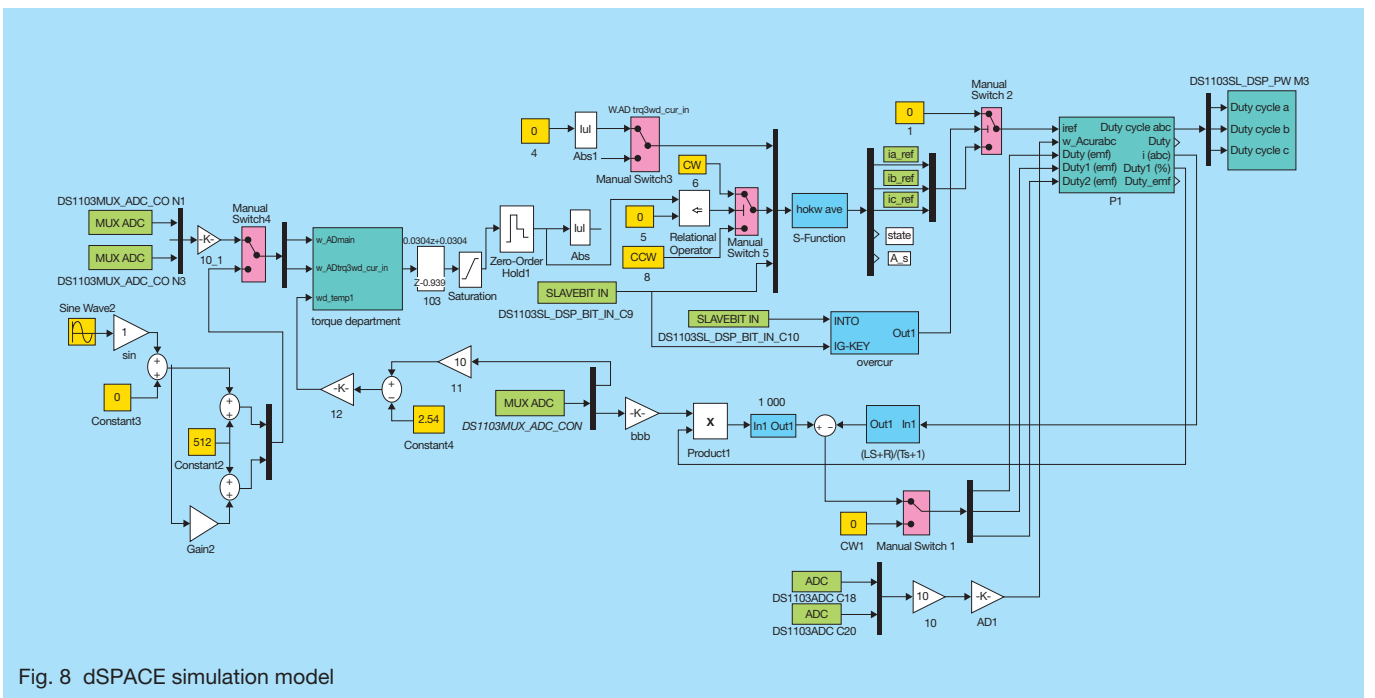 DS1103MUX_ADC_CO N1
MUX ADC
MUX ADC
DS1103MUX_ADC_CO N3
-K-
10_1
Manual
Switch4
Sine Wave2
1
sin
0
Constant3
512
Constant2
Gain2
+
+
+
+
+
+
w_ADmain
w_ADtrq3wd_cur_in
wd_temp1
torque department
0.0304z+0.0304
Z-0.939
103
Saturation
Zero-Order
Hold1
IuI
Abs
0
4
IuI
Abs1
W.AD trq3wd_cur_in
Manual Switch3
CW
6
0
5
CCW
8
Relational
Operator
Manual
Switch 5
SLAVEBIT IN
DS1103SL_DSP_BIT_IN_C9
hokw ave
S-Function
ia_ref
ib_ref
ic_ref
state
A_s
0
1
Manual
Switch 2
SLAVEBIT IN
DS1103SL_DSP_BIT_IN_C10
INTO
IG-KEY
Out1
overcur
iref
w_Acurabc
Duty (emf)
Duty1 (emf)
Duty2 (emf)
Duty cycle abc
Duty
i (abc)
Duty1 (%)
Duty_emf
P1
DS1103SL_DSP_PW M3
Duty cycle a
Duty cycle b
Duty cycle c
-K-
12
+
−
10
11
2.54
Constant4
MUX ADC
DS1103MUX_ADC_CON
-K-
bbb
x
Product1
1 000
In1 Out1
+ −
Out1 In1
(LS+R)/(Ts+1)
0
CW1
Manual Switch 1
ADC
DS1103ADC C18
ADC
DS1103ADC C20
10
10
-K-
AD1
Fig. 8 dSPACE simulation model